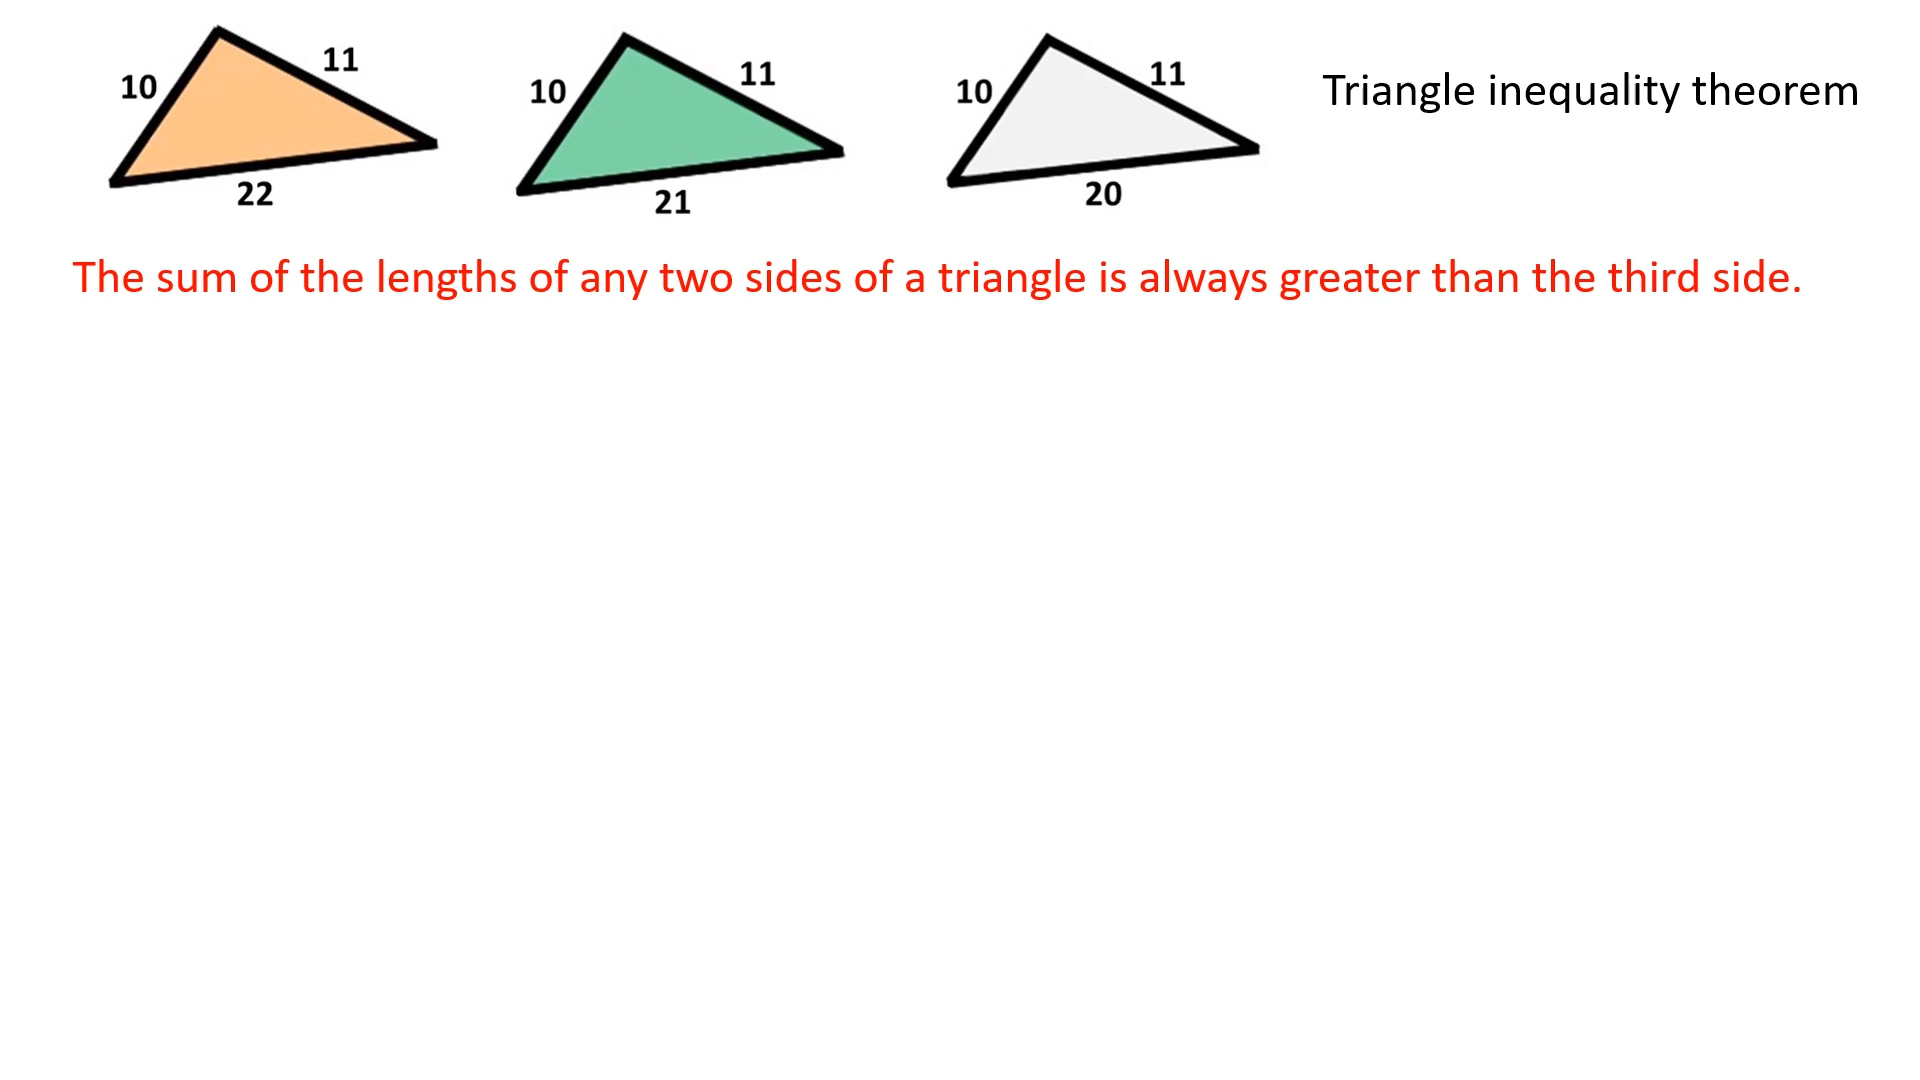 10 11 22
10 11 21
10 11 20
Triangle inequality theorem
The sum of the lengths of any two sides of a triangle is always greater than the third side.